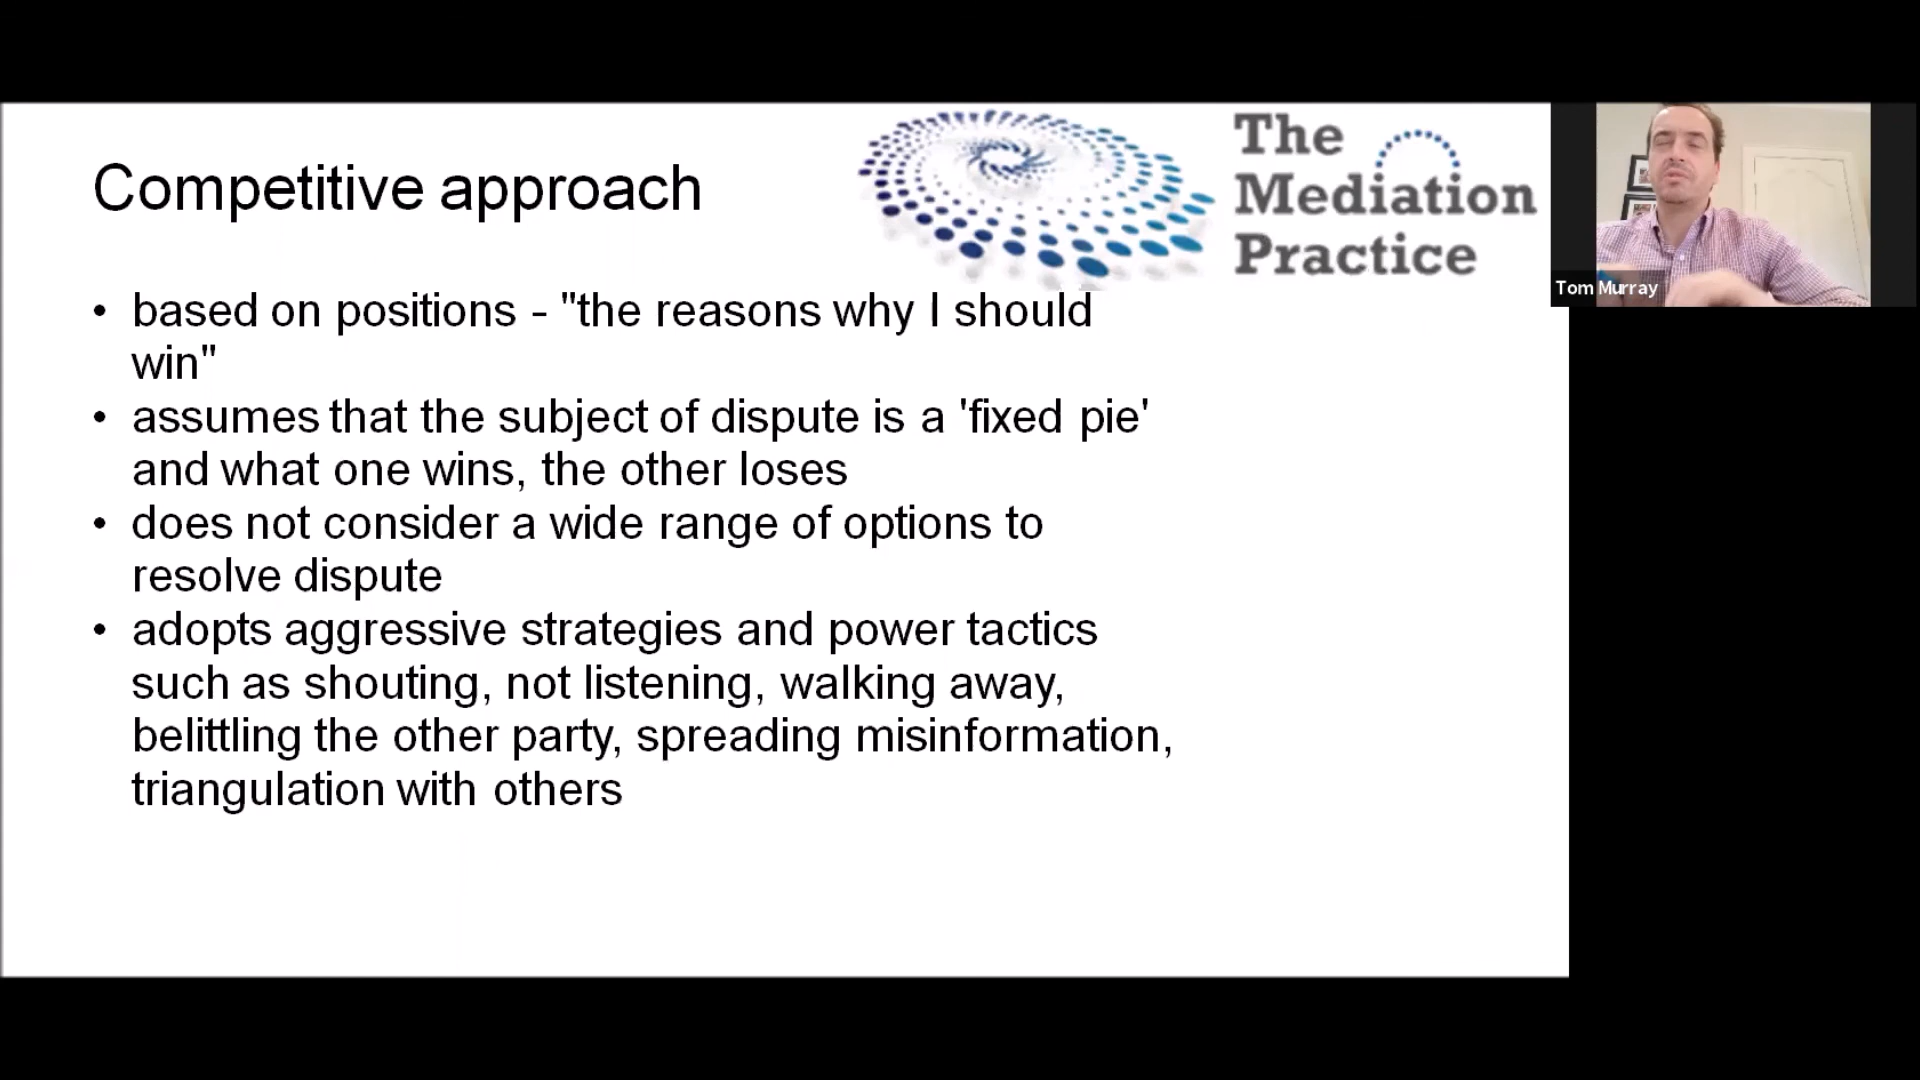 Competitive approach
The
Mediation
Practice
Tom Murray
• based on positions - "the reasons why I should
win"
• assumes that the subject of dispute is a 'fixed pie'
and what one wins, the other loses
• does not consider a wide range of options to
resolve dispute
• adopts aggressive strategies and power tactics
such as shouting, not listening, walking away,
belittling the other party, spreading misinformation,
triangulation with others